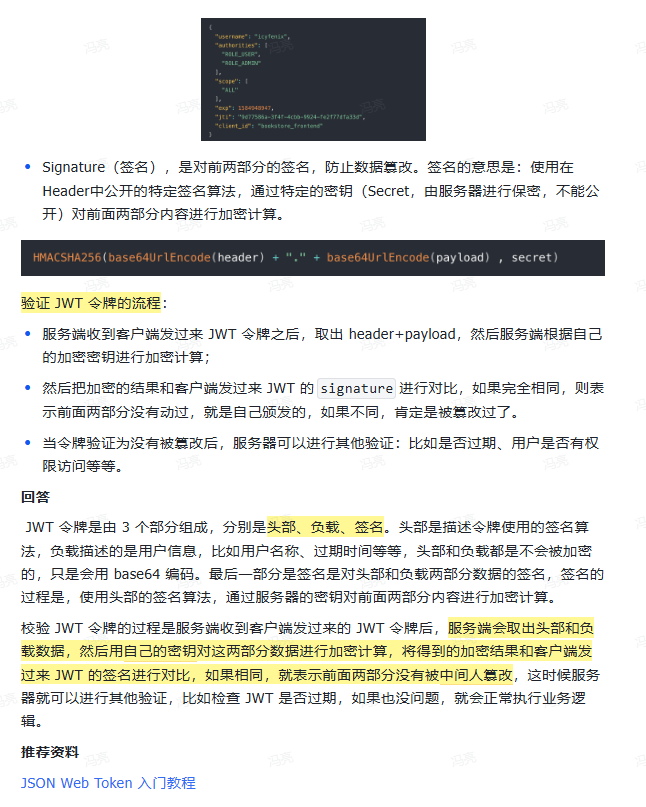 {
"username": "icyfenix",
"authorities": [
"ROLE_USER",
"ROLE_ADMIN"
],
"scope": [
"ALL"
],
"exp": 1584948947,
"jti": "9d77586a-3f4f-4cbb-9924-fe2f77dfa33d",
"client_id": "bookstore_frontend"
}
• Signature（签名），是对前两部分的签名，防止数据篡改。签名的意思是：使用在
Header中公开的特定签名算法，通过特定的密钥（Secret，由服务器进行保密，不能公
开）对前面两部分内容进行加密计算。
HMACSHA256(base64UrlEncode(header) + "." + base64UrlEncode(payload) , secret)
验证 JWT 令牌的流程：
• 服务端收到客户端发过来 JWT 令牌之后，取出 header+payload，然后服务端根据自己
的加密密钥进行加密计算；
• 然后把加密的结果和客户端发过来 JWT 的 signature 进行对比，如果完全相同，则表
示前面两部分没有动过，就是自己颁发的，如果不同，肯定是被篡改过了。
• 当令牌验证为没有被篡改后，服务器可以进行其他验证：比如是否过期、用户是否有权
限访问等等。
回答
JWT 令牌是由 3 个部分组成，分别是头部、负载、签名。头部是描述令牌使用的签名算
法，负载描述的是用户信息，比如用户名称、过期时间等等，头部和负载都是不会被加密
的，只是会用 base64 编码。最后一部分是签名是对头部和负载两部分数据的签名，签名的
过程是，使用头部的签名算法，通过服务器的密钥对前面两部分内容进行加密计算。
校验 JWT 令牌的过程是服务端收到客户端发过来的 JWT 令牌后，服务端会取出头部和负
载数据，然后用自己的密钥对这两部分数据进行加密计算，将得到的加密结果和客户端发
过来 JWT 的签名进行对比，如果相同，就表示前面两部分没有被中间人篡改，这时候服务
器就可以进行其他验证，比如检查 JWT 是否过期，如果也没问题，就会正常执行业务逻
辑。
推荐资料
JSON Web Token 入门教程
冯亮